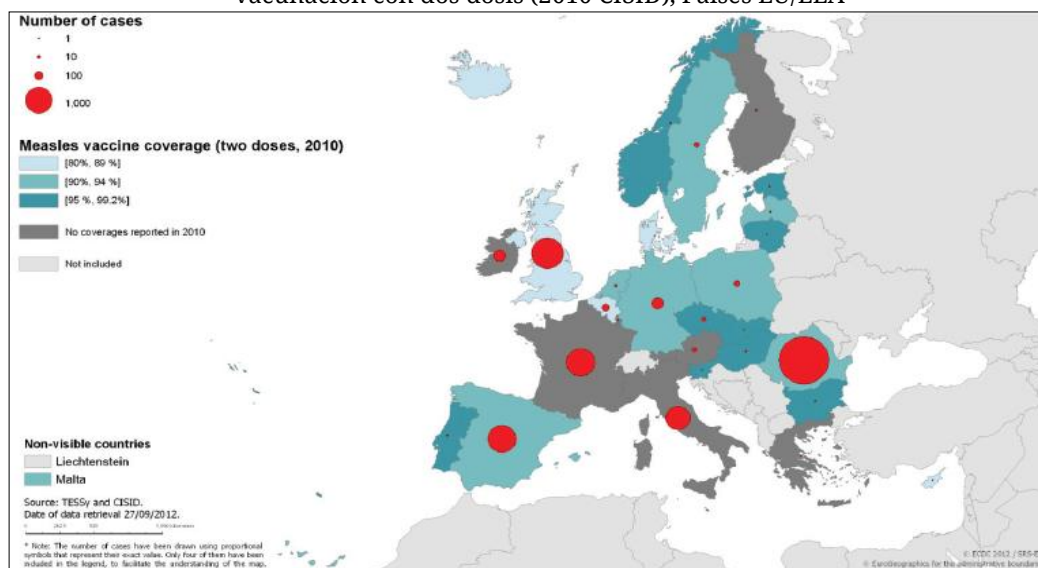 vacunación con dos dosis (2010 CISID), Países EU/EEA
Number of cases
1
10
100
1,000
Measles vaccine coverage (two doses, 2010)
[80%, 89 %]
[90%, 94 %]
[95 %, 99.2%]
No coverages reported in 2010
Not included
Non-visible countries
Liechtenstein
Malta
Source: TESSy and CISID.
Date of data retrieval 27/09/2012.
* Note: The number of cases have been drawn using proportional
symbols that represent their exact value. Only four of them have been
included in the legend, to facilitate the understanding of the map.
© ECDC 2012 /
© EuroGeographics for the administrative boundar